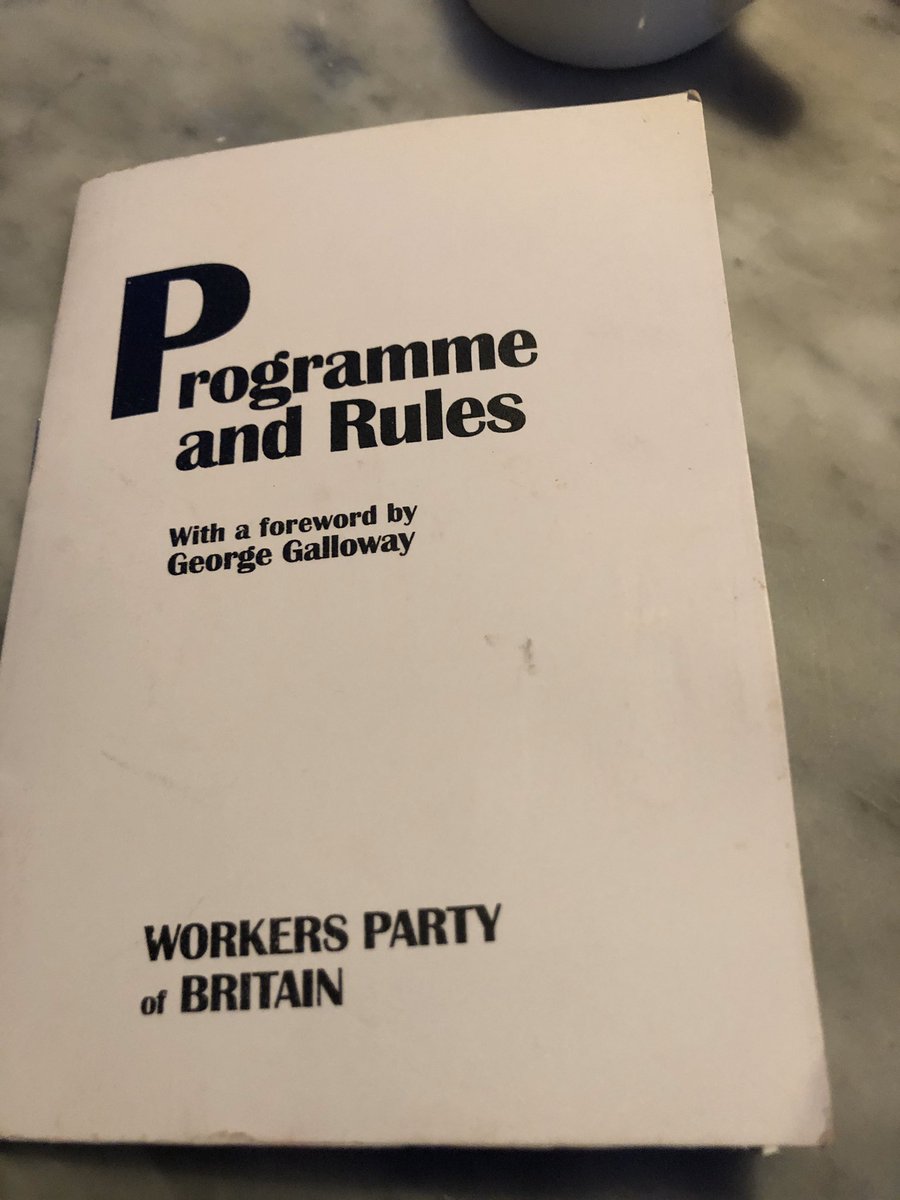 Programme
and Rules
With a foreword by
George Galloway
WORKERS PARTY
of BRITAIN